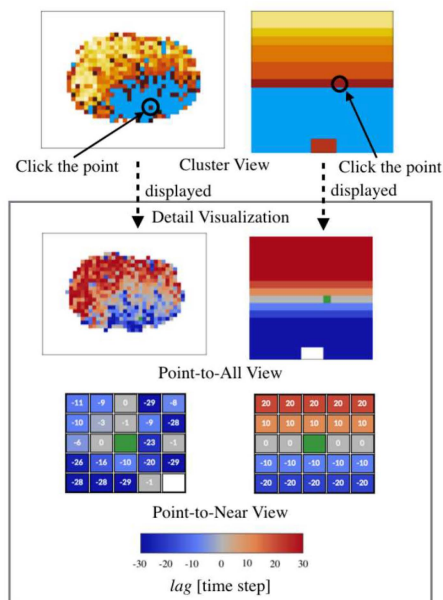 Click the point
Cluster View
Click the point
displayed
displayed
Detail Visualization
Point-to-All View
-11 -9 0 -29 -8
-10 -3 -1 -9 -28
-6 0 -23 -1
-26 -16 -10 -20 -29
-28 -28 -29 -1
20 20 20 20 20
10 10 10 10 10
0 0 0 0
-10 -10 -10 -10 -10
-20 -20 -20 -20 -20
Point-to-Near View
-30 -20 -10 0 10 20 30
lag [time step]